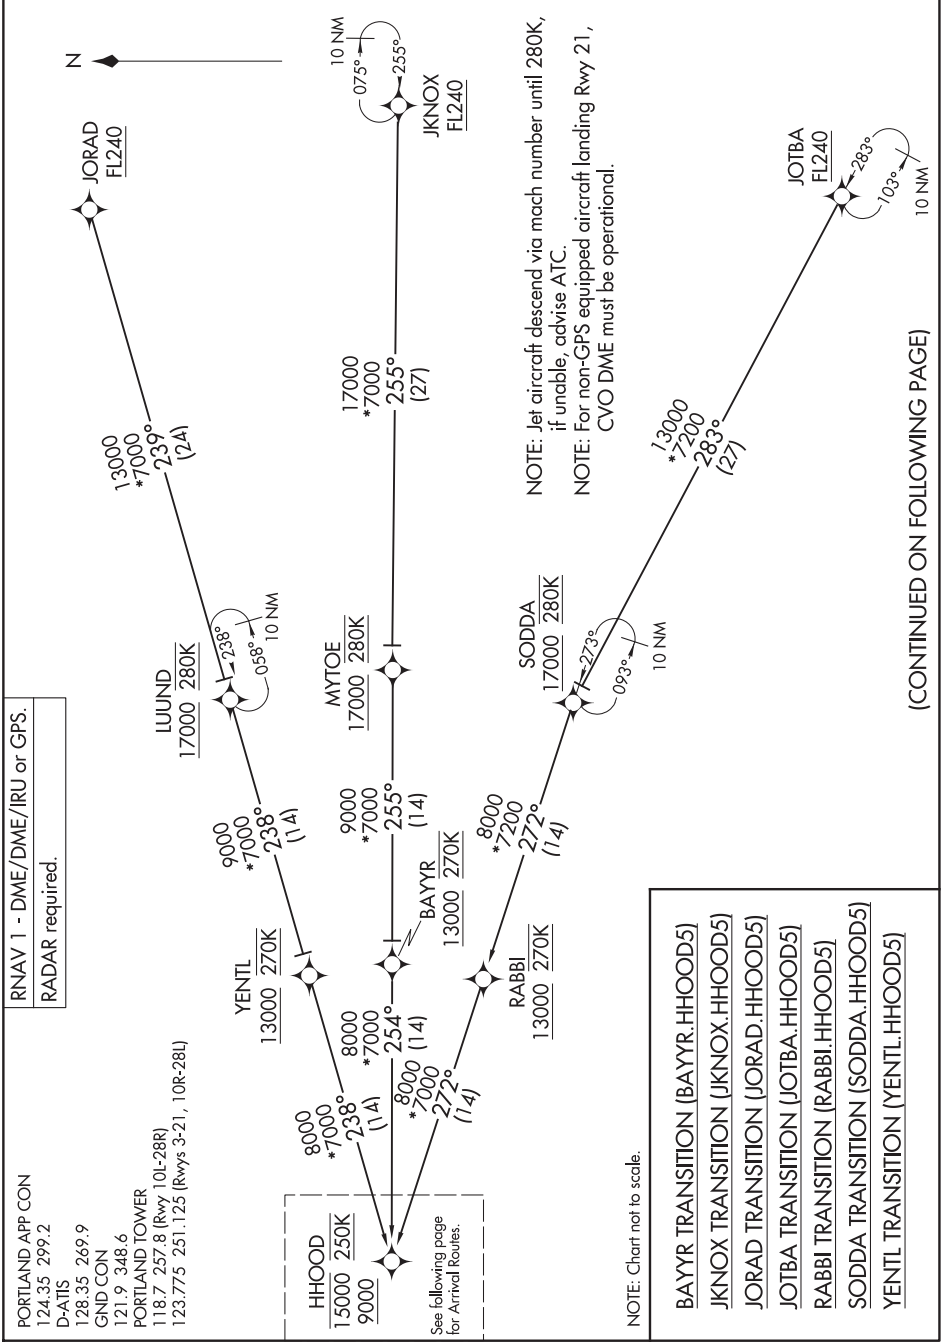 RNAV 1 - DME/DME/IRU or GPS.
RADAR required.
PORTLAND APP CON
124.35 299.2
D-ATIS
128.35 269.9
GND CON
121.9 348.6
PORTLAND TOWER
118.7 257.8 (Rwy 10L-28R)
123.775 251.125 (Rwys 3-21, 10R-28L)
N
JORAD
FL240
13000
*7000
239°
(24)
LUUND
17000 280K
238°
058°
10 NM
9000
*7000
238°
(14)
YENTL
13000 270K
8000
*7000
238°
(14)
JKNOX
FL240
10 NM
075°
255°
17000
*7000
255°
(27)
MYTOE
17000 280K
9000
*7000
255°
(14)
BAYYR
13000 270K
8000
*7000
254°
(14)
HHOOD
15000 250K
9000
See following page
for Arrival Routes.
NOTE: Jet aircraft descend via mach number until 280K,
if unable, advise ATC.
NOTE: For non-GPS equipped aircraft landing Rwy 21,
CVO DME must be operational.
JOTBA
FL240
283°
103°
10 NM
13000
*7200
283°
(27)
SODDA
17000 280K
273°
093°
10 NM
8000
*7200
272°
(14)
RABBI
13000 270K
8000
*7000
272°
(14)
NOTE: Chart not to scale.
BAYYR TRANSITION (BAYYR.HHOOD5)
JKNOX TRANSITION (JKNOX.HHOOD5)
JORAD TRANSITION (JORAD.HHOOD5)
JOTBA TRANSITION (JOTBA.HHOOD5)
RABBI TRANSITION (RABBI.HHOOD5)
SODDA TRANSITION (SODDA.HHOOD5)
YENTL TRANSITION (YENTL.HHOOD5)
(CONTINUED ON FOLLOWING PAGE)